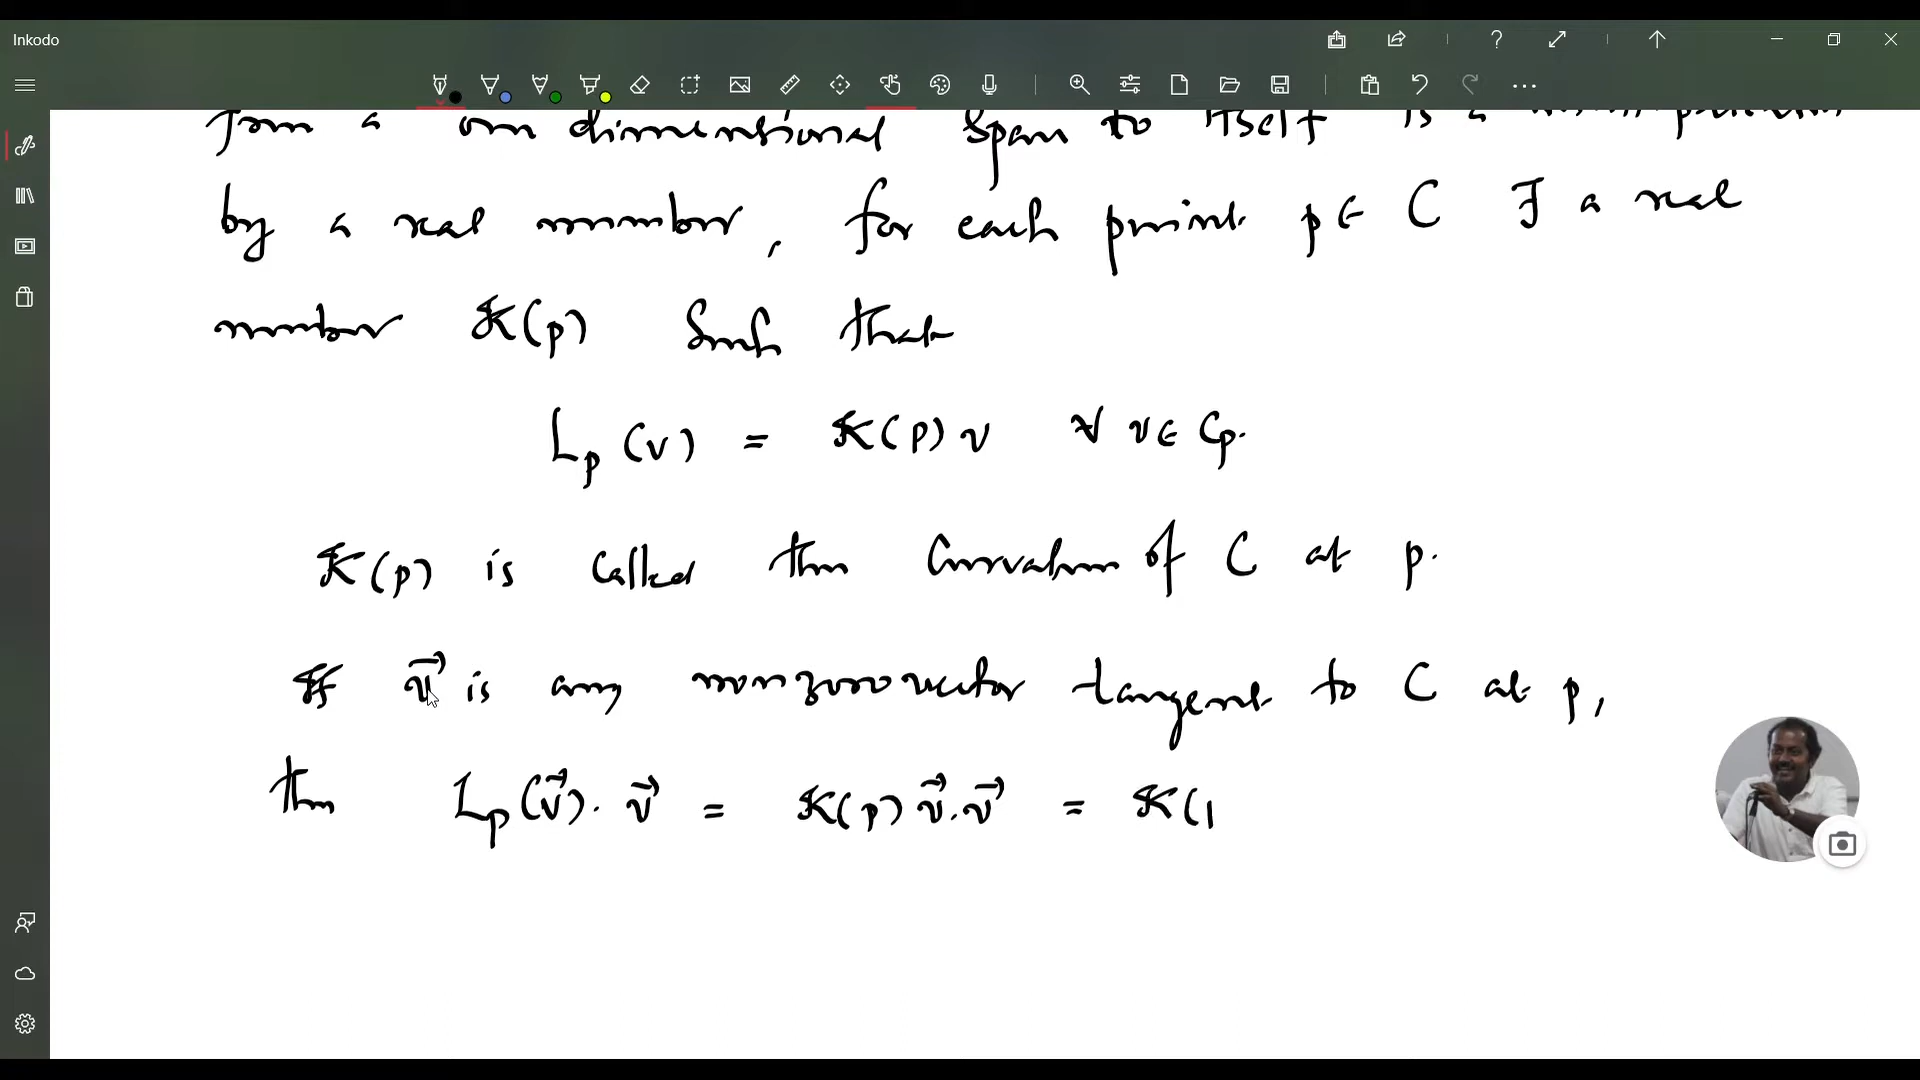 Inkodo
from a one dimensional space to itself is a multiplication
by a real number, for each point p ∈ C ∃ a real
number K(p) such that
Lp(v) = K(p) v ∀ v ∈ Cp.
K(p) is called the curvature of C at p.
If v⃗ is any nonzero vector tangent to C at p,
then Lp(v⃗). v⃗ = K(p) v⃗. v⃗ = K(